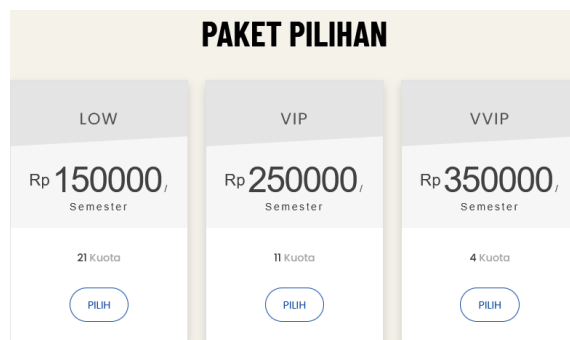 PAKET PILIHAN
LOW
Rp 150000 /
Semester
21 Kuota
PILIH
VIP
Rp 250000 /
Semester
11 Kuota
PILIH
VVIP
Rp 350000 /
Semester
4 Kuota
PILIH